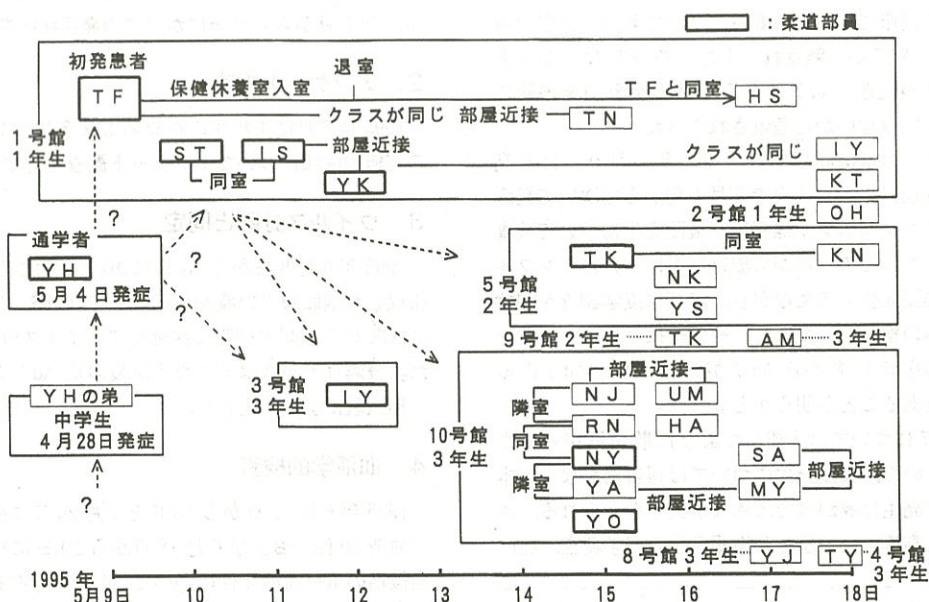 ：柔道部員
初発患者
退室
TF
保健休養室入室
TFと同室
HS
クラスが同じ 部屋近接
TN
1号館
1年生
ST
IS
部屋近接
クラスが同じ
IY
同室
YK
KT
?
2号館1年生
OH
通学者
?
同室
YH
TK
KN
5月4日発症
5号館
2年生
NK
?
YS
9号館2年生
TK
AM
3年生
YHの弟
3号館
3年生
IY
部屋近接
中学生
隣室
NJ
UM
4月28日発症
RN
HA
10号館
3年生
同室
NY
SA
部屋近接
?
隣室
YA
部屋近接
MY
YO
8号館3年生
YJ
TY
4号館
3年生
1995年
5月9日
10
11
12
13
14
15
16
17
18日